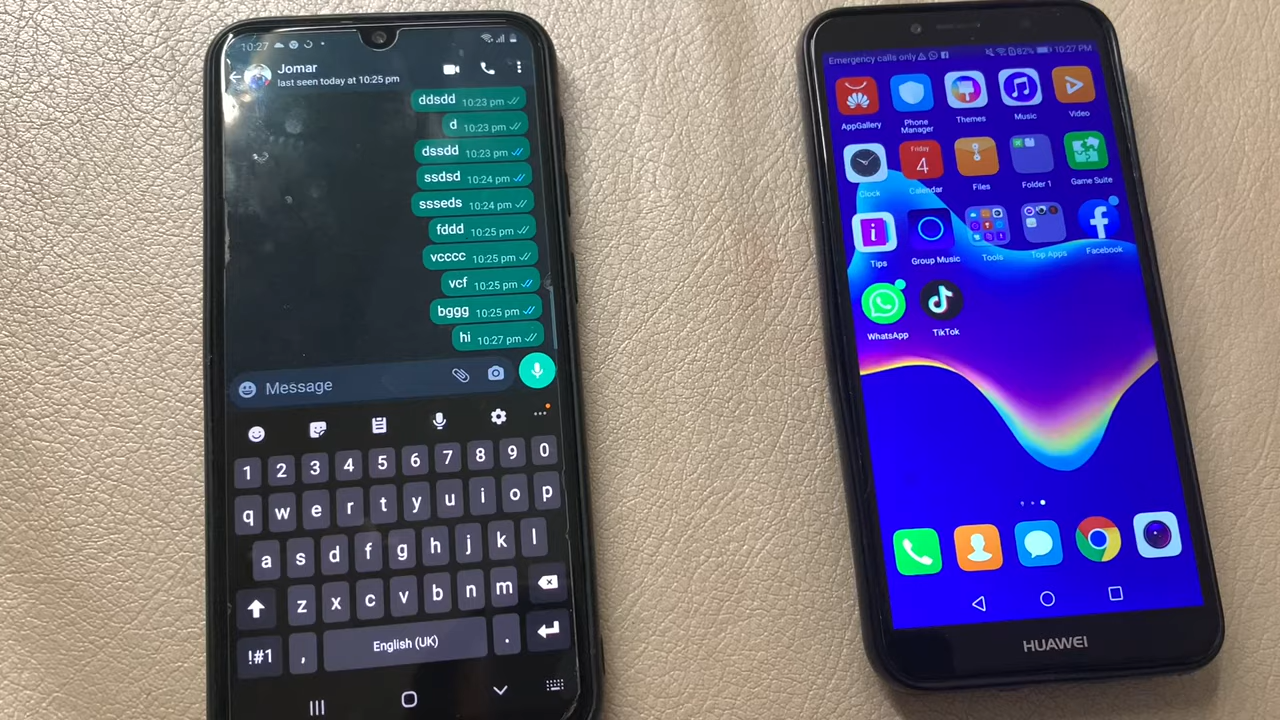 10:27
Jomar
last seen today at 10:25 pm
ddsdd 10:23 pm
d 10:23 pm
dssdd 10:23 pm
ssdsd 10:24 pm
ssseds 10:24 pm
fddd 10:25 pm
vcccc 10:25 pm
vcf 10:25 pm
bggg 10:25 pm
hi 10:27 pm
Message
1 2 3 4 5 6 7 8 9 0
q w e r t y u i o p
a s d f g h j k l
z x c v b n m
!#1 , English (UK) .
Emergency calls only 82% 10:27 PM
AppGallery Phone Manager Themes Music Video
Friday
4
Clock Calendar Files Folder 1 Game Suite
Tips Group Music Tools Top Apps Facebook
WhatsApp TikTok
HUAWEI